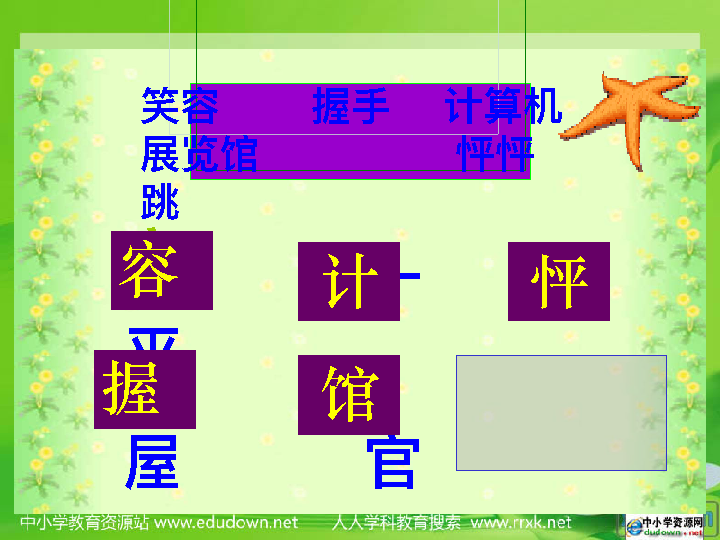 笑容 握手 计算机
展览馆 怦怦
跳
容 计 怦
握 馆
屋 官
中小学教育资源站 www.edudown.net 人人学科教育搜索 www.rrxk.net
中小学资源网
edudown.net